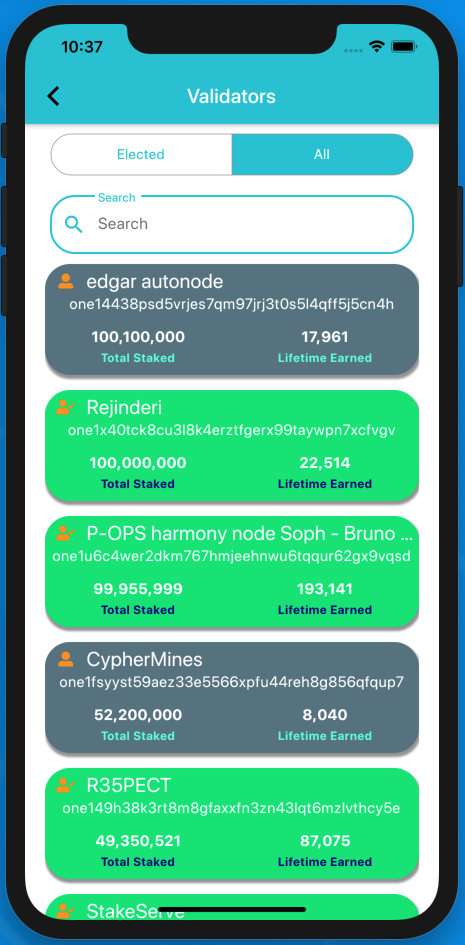 10:37
Validators
Elected
All
Search
Search
edgar autonode
one14438psd5vrjes7qm97jrj3t0s5l4qff5j5cn4h
100,100,000
17,961
Total Staked
Lifetime Earned
Rejinderi
one1x40tck8cu3l8k4erztfgerx99taywpn7xcfvgv
100,000,000
22,514
Total Staked
Lifetime Earned
P-OPS harmony node Soph - Bruno ...
one1u6c4wer2dkm767hmjeehnwu6tqqur62gx9vqsd
99,955,999
193,141
Total Staked
Lifetime Earned
CypherMines
one1fsyyst59aez33e5566xpfu44reh8g856qfqup7
52,200,000
8,040
Total Staked
Lifetime Earned
R35PECT
one149h38k3rt8m8gfaxxfn3zn43lqt6mzlvthcy5e
49,350,521
87,075
Total Staked
Lifetime Earned
StakeServe